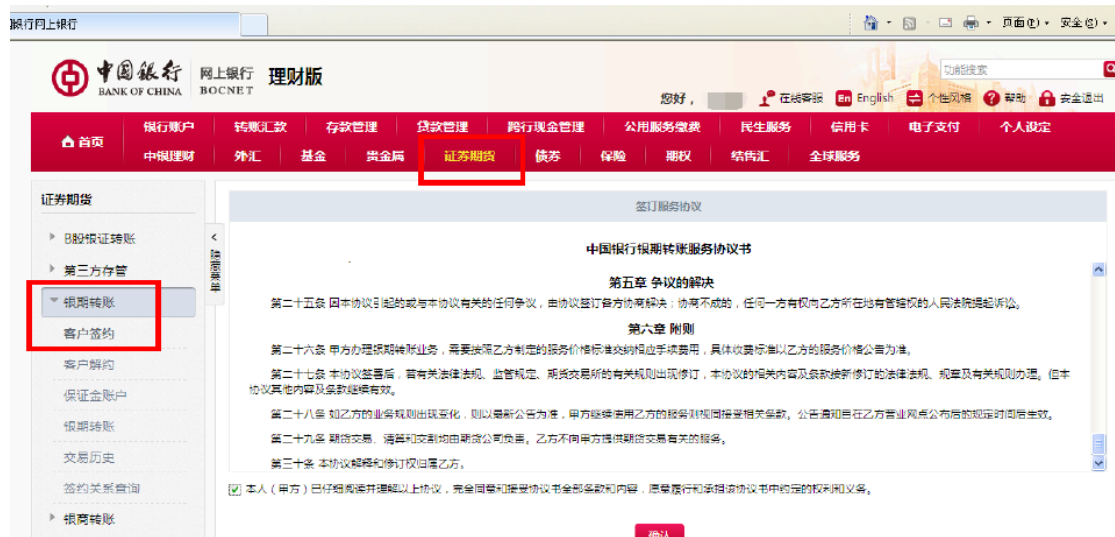 银行网上银行
页面(P) 安全(S)
中国银行 网上银行 理财版
BANK OF CHINA BOCNET
功能搜索
您好， 在线客服 En English 个性风格 帮助 安全退出
首页
银行账户 转账汇款 存款管理 贷款管理 跨行现金管理 公用服务缴费 民生服务 信用卡 电子支付 个人设定
中银理财 外汇 基金 贵金属 证券期货 债券 保险 期权 结售汇 全球服务
证券期货
B股银证转账
第三方存管
银期转账
客户签约
客户解约
保证金账户
银期转账
交易历史
签约关系查询
银商转账
< 隐藏菜单
签订服务协议
中国银行银期转账服务协议书
第五章 争议的解决
第二十五条 因本协议引起的或与本协议有关的任何争议，由协议签订各方协商解决；协商不成的，任何一方有权向乙方所在地有管辖权的人民法院提起诉讼。
第六章 附则
第二十六条 甲方办理银期转账业务，需要按照乙方制定的服务价格标准交纳相应手续费用，具体收费标准以乙方的服务价格公告为准。
第二十七条 本协议签署后，若有关法律法规、监管规定、期货交易所的有关规则出现修订，本协议的相关内容及条款按新修订的法律法规、规章及有关规则办理。但本
协议其他内容及条款继续有效。
第二十八条 如乙方的业务规则出现变化，则以最新公告为准，甲方继续使用乙方的服务则视同接受相关条款。公告通知自在乙方营业网点公布后的规定时间后生效。
第二十九条 期货交易、清算和交割均由期货公司负责。乙方不向甲方提供期货交易有关的服务。
第三十条 本协议解释和修订权归属乙方。
本人（甲方）已仔细阅读并理解以上协议，完全同意和接受协议书全部条款和内容，愿意履行和承担该协议书中约定的权利和义务。
确认